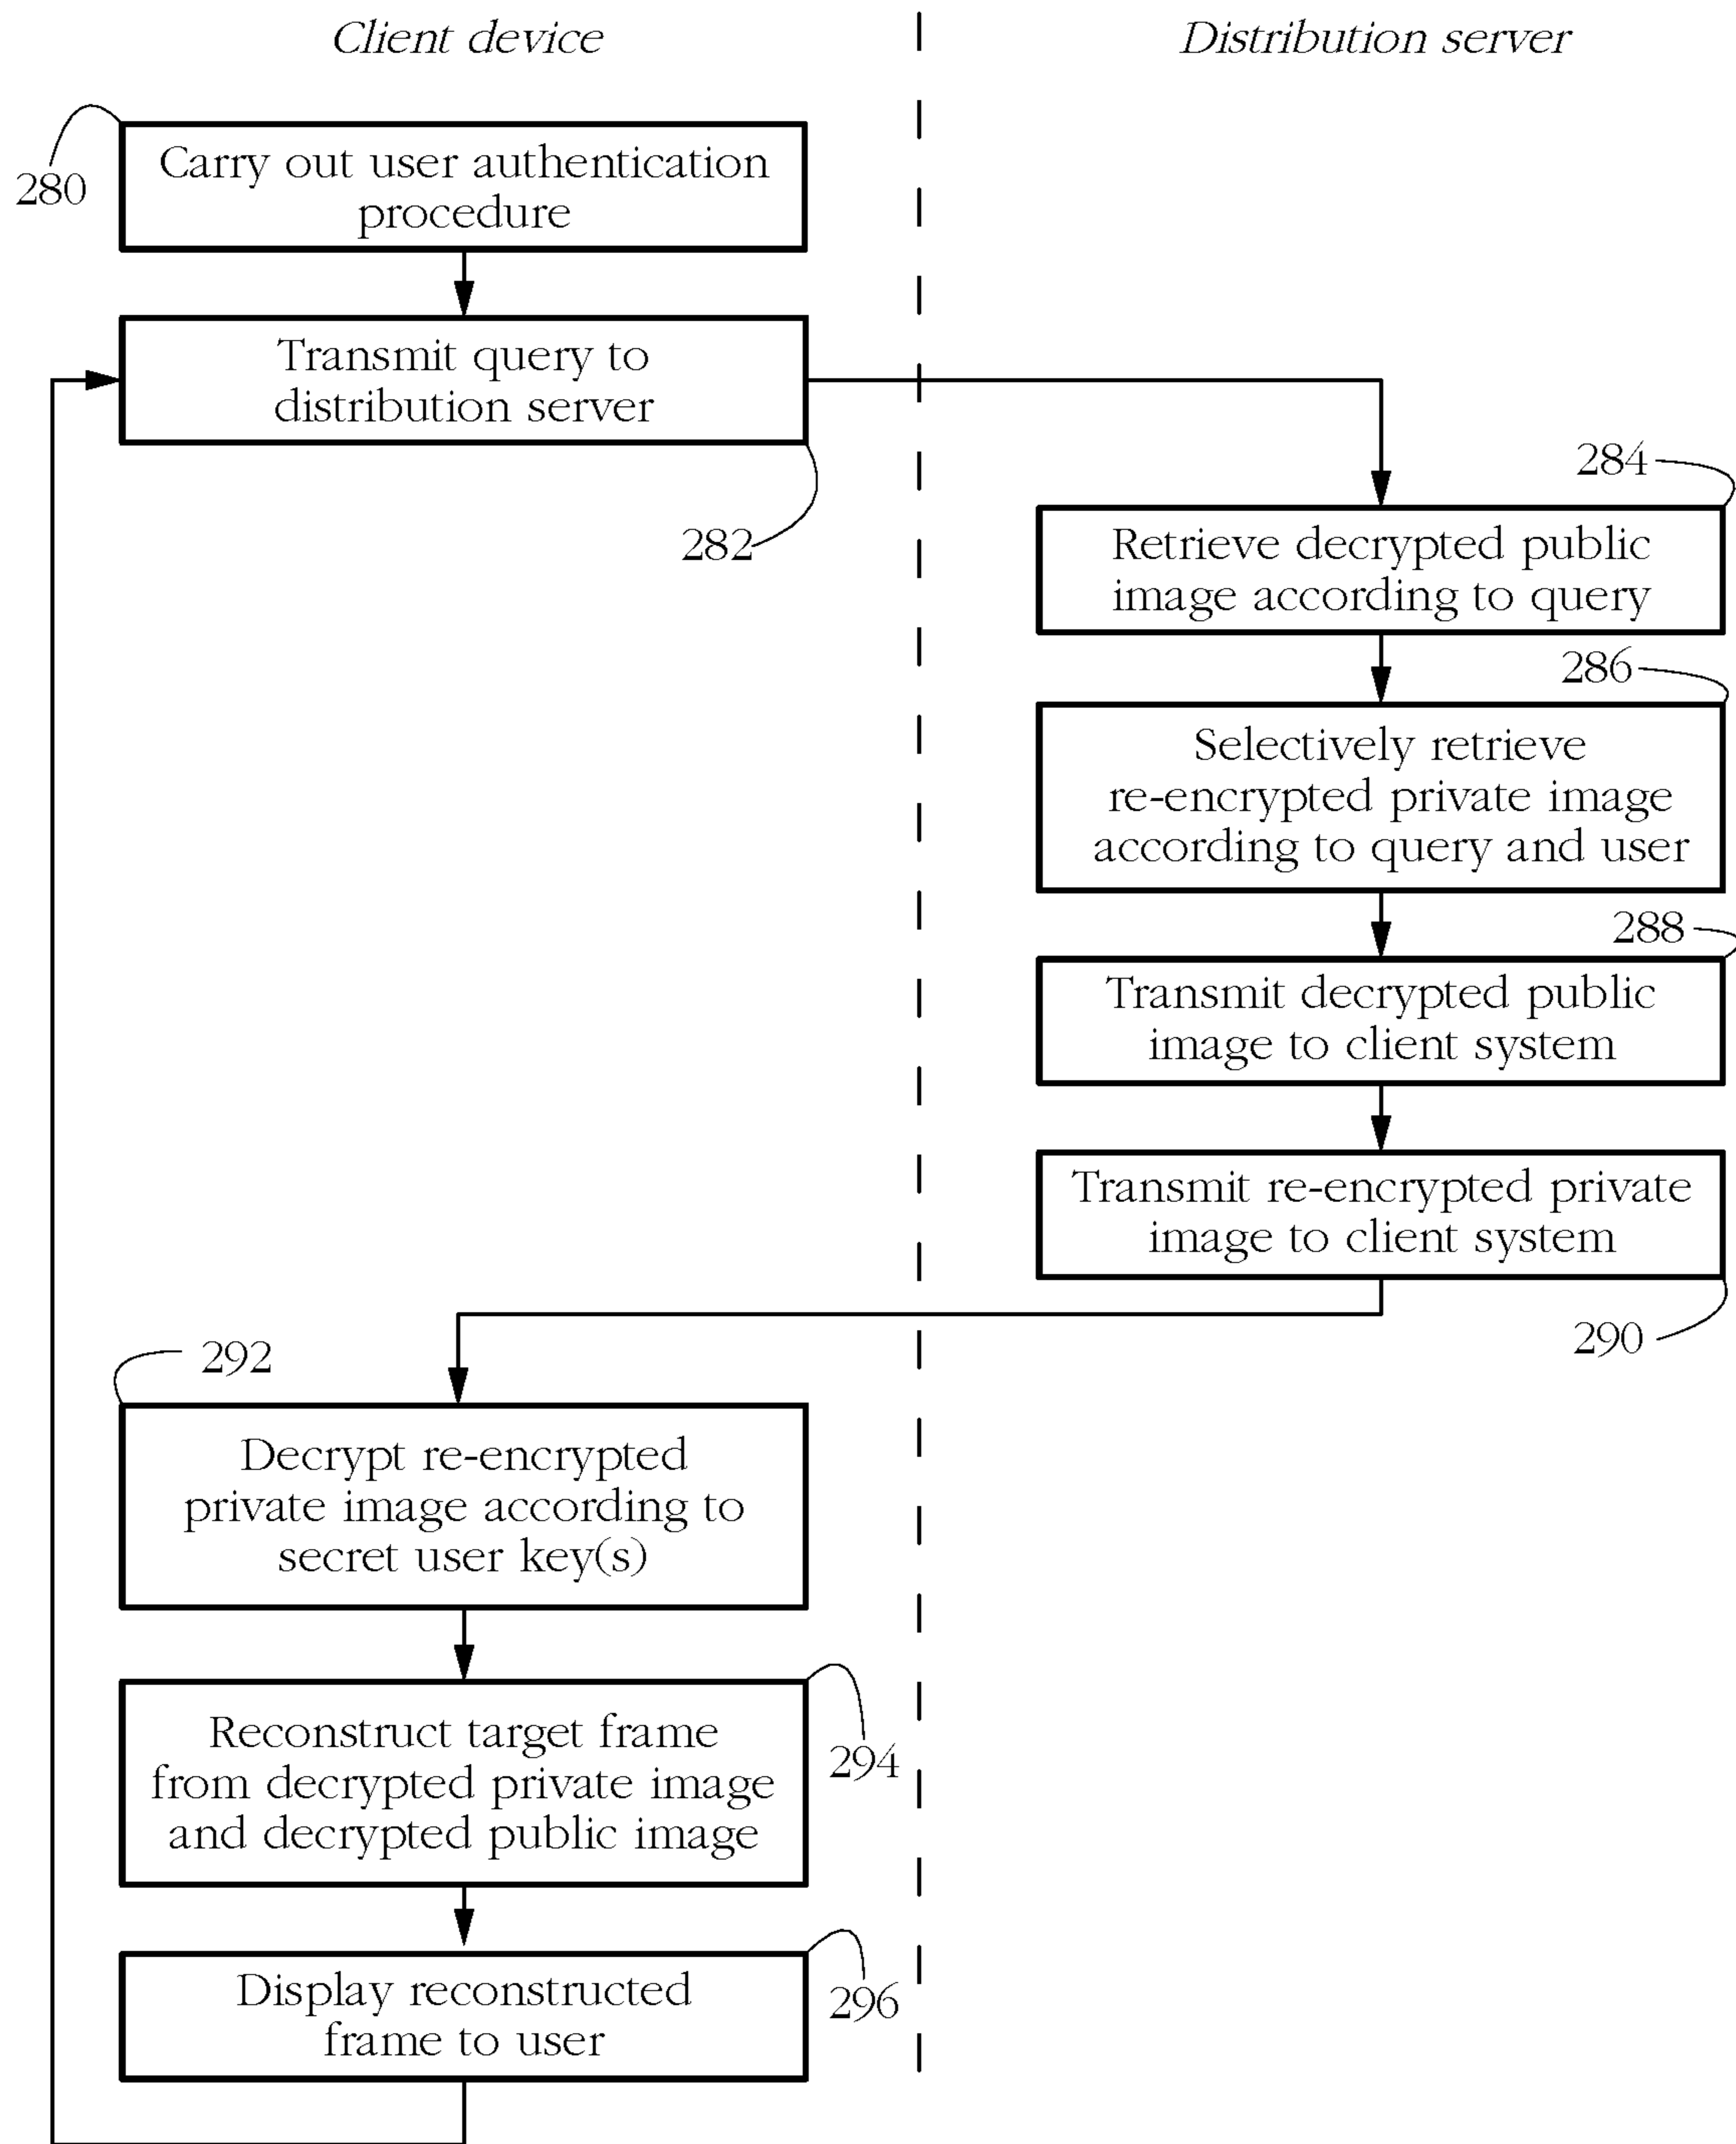 Client device
Distribution server
280
Carry out user authentication
procedure
Transmit query to
distribution server
282
284
Retrieve decrypted public
image according to query
286
Selectively retrieve
re-encrypted private image
according to query and user
288
Transmit decrypted public
image to client system
Transmit re-encrypted private
image to client system
290
292
Decrypt re-encrypted
private image according to
secret user key(s)
Reconstruct target frame
from decrypted private image
and decrypted public image
294
Display reconstructed
frame to user
296